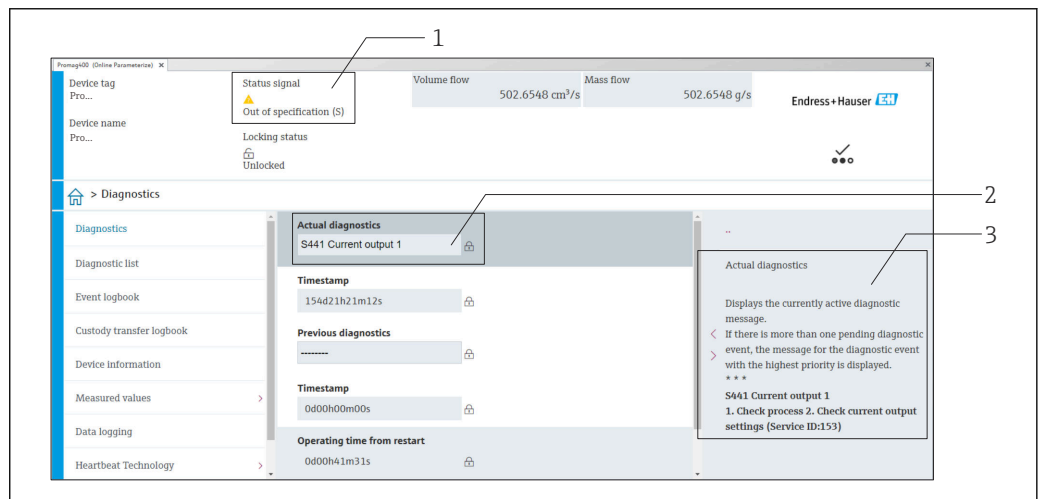 1
Promag400 (Online Parameterize) ×
×
Device tag
Pro...
Device name
Pro...
Status signal
Out of specification (S)
Locking status
Unlocked
Volume flow
502.6548 cm³/s
Mass flow
502.6548 g/s
Endress+Hauser EH
> Diagnostics
2
3
Diagnostics
Diagnostic list
Event logbook
Custody transfer logbook
Device information
Measured values >
Data logging
Heartbeat Technology >
Actual diagnostics
S441 Current output 1
Timestamp
154d21h21m12s
Previous diagnostics
--------
Timestamp
0d00h00m00s
Operating time from restart
0d00h41m31s
..
Actual diagnostics
Displays the currently active diagnostic
message.
If there is more than one pending diagnostic
event, the message for the diagnostic event
with the highest priority is displayed.
* * *
S441 Current output 1
1. Check process 2. Check current output
settings (Service ID:153)